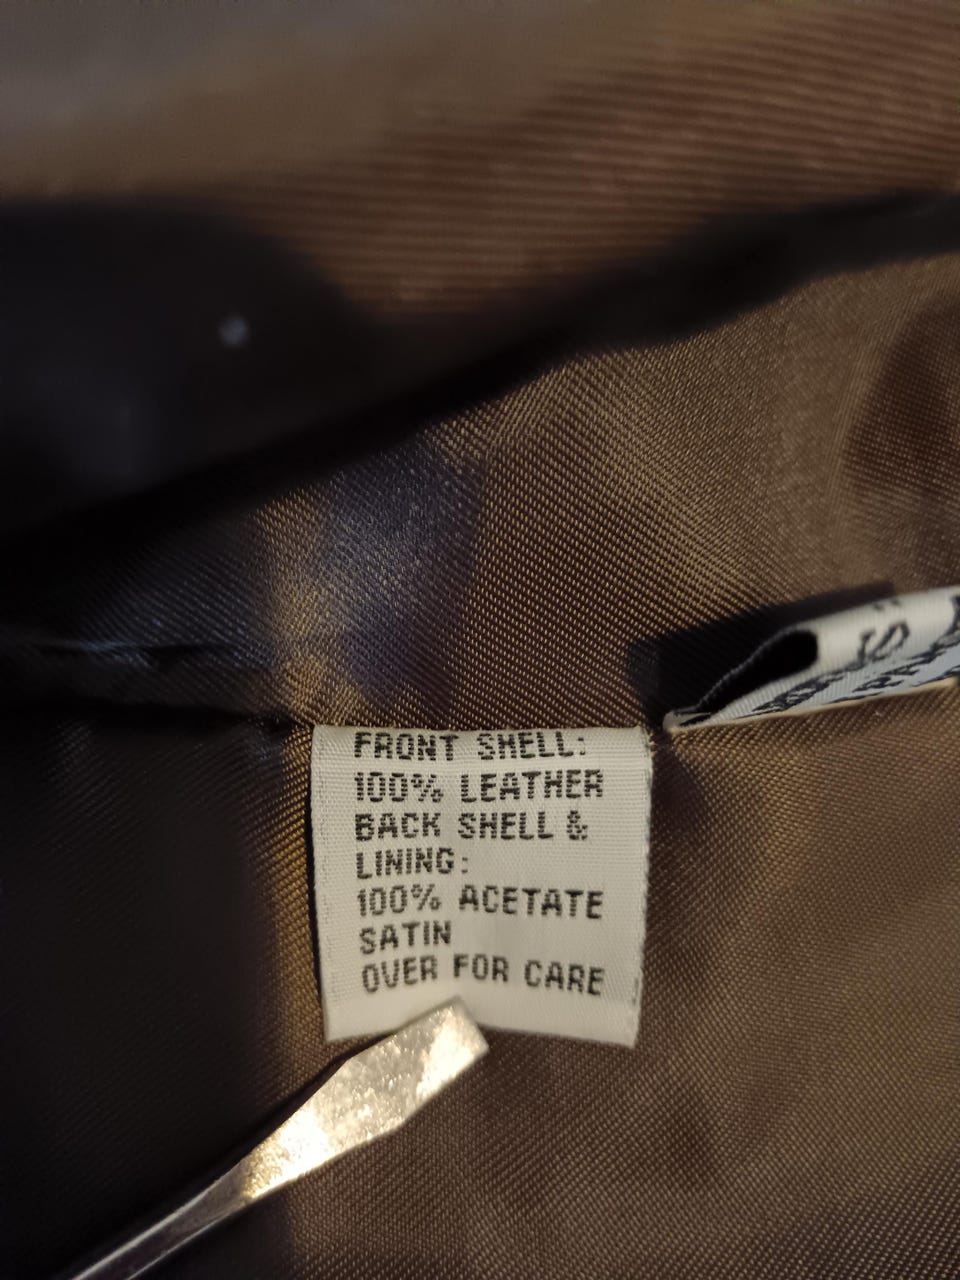 FRONT SHELL:
100% LEATHER
BACK SHELL &
LINING:
100% ACETATE
SATIN
OVER FOR CARE